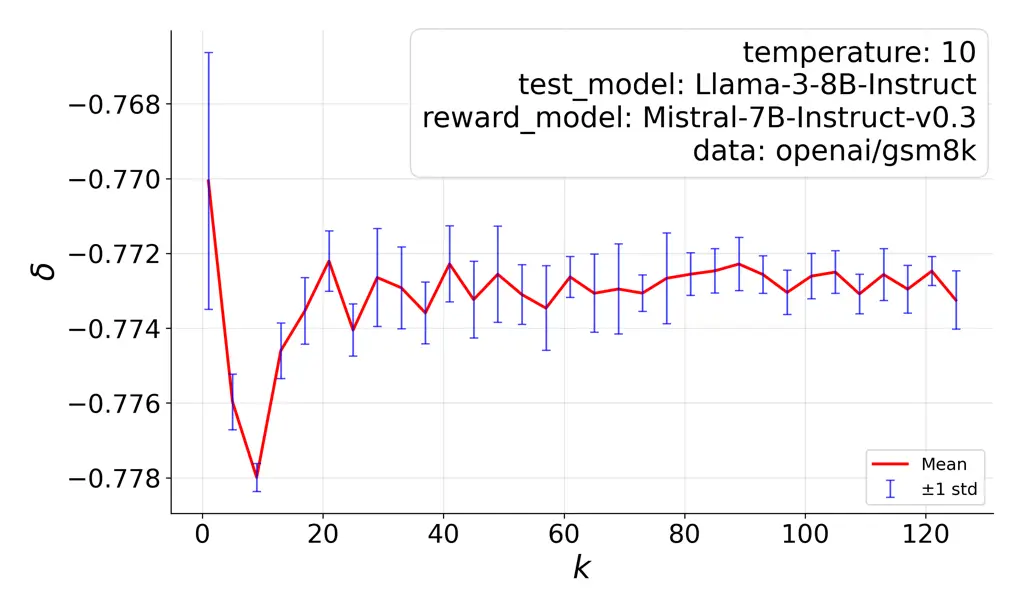 temperature: 10
test_model: Llama-3-8B-Instruct
reward_model: Mistral-7B-Instruct-v0.3
data: openai/gsm8k
−0.768
−0.770
−0.772
−0.774
−0.776
−0.778
δ
Mean
±1 std
0 20 40 60 80 100 120
k